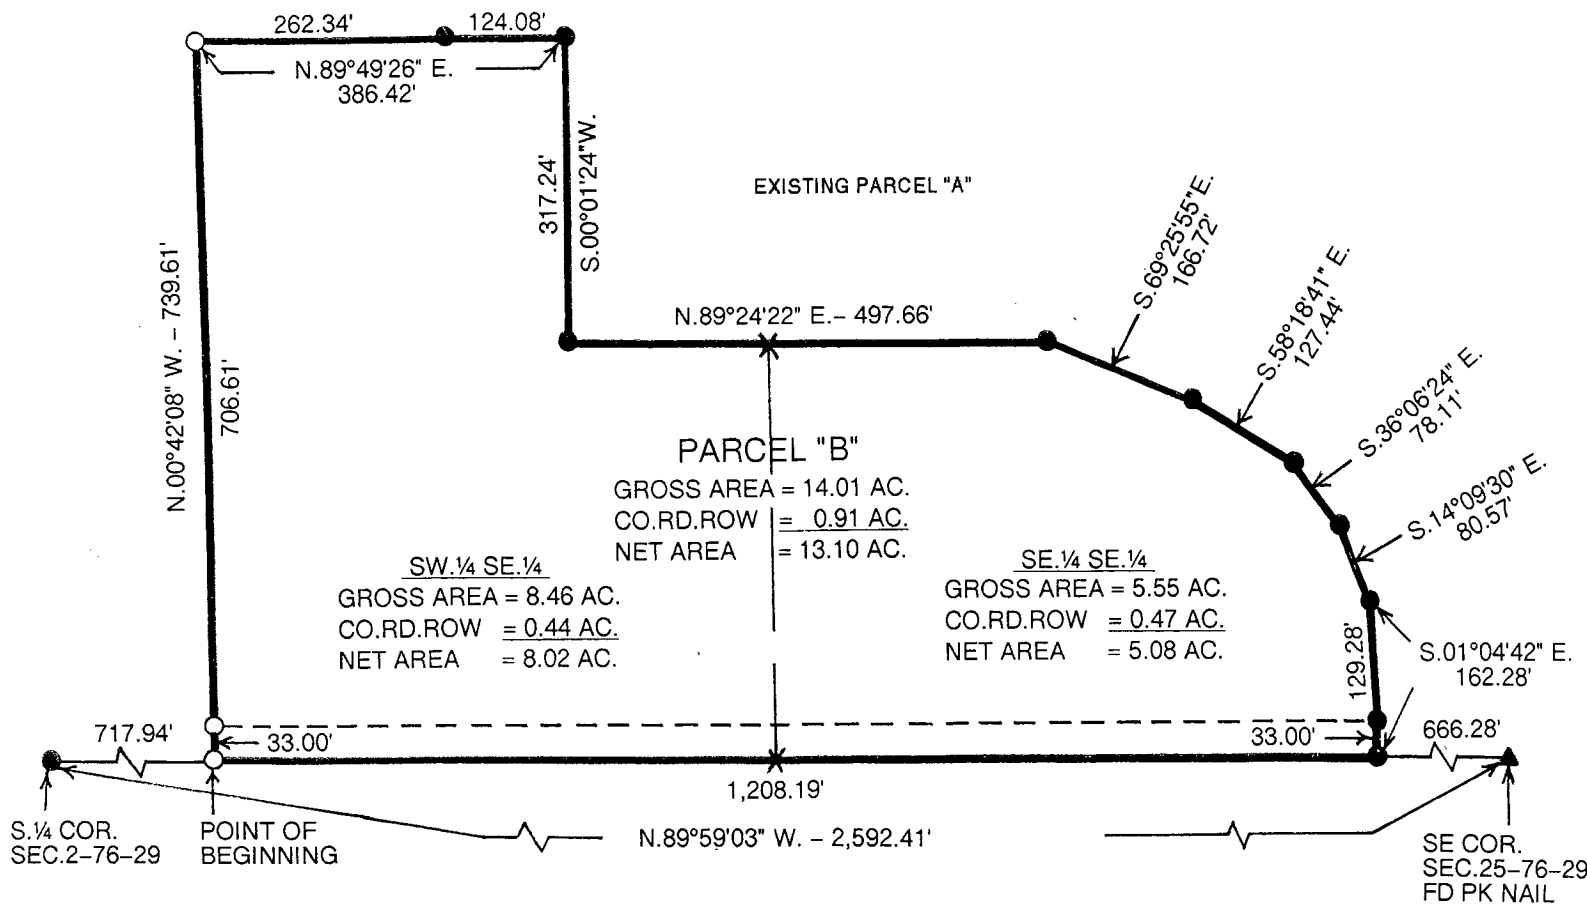 262.34'
124.08'
N.89°49'26" E.
386.42'
N.00°42'08" W. – 739.61'
706.61'
317.24'
S.00°01'24"W.
EXISTING PARCEL "A"
N.89°24'22" E.– 497.66'
S.69°25'55"E.
166.72'
S.58°18'41" E.
127.44'
S.36°06'24" E.
78.11'
S.14°09'30" E.
80.57'
S.01°04'42" E.
162.28'
129.28'
PARCEL "B"
GROSS AREA = 14.01 AC.
CO.RD.ROW = 0.91 AC.
NET AREA = 13.10 AC.
SW.¼ SE.¼
GROSS AREA = 8.46 AC.
CO.RD.ROW = 0.44 AC.
NET AREA = 8.02 AC.
SE.¼ SE.¼
GROSS AREA = 5.55 AC.
CO.RD.ROW = 0.47 AC.
NET AREA = 5.08 AC.
717.94'
33.00'
33.00'
666.28'
1,208.19'
N.89°59'03" W. – 2,592.41'
S.¼ COR.
SEC.2–76–29
POINT OF
BEGINNING
SE COR.
SEC.25–76–29
FD PK NAIL